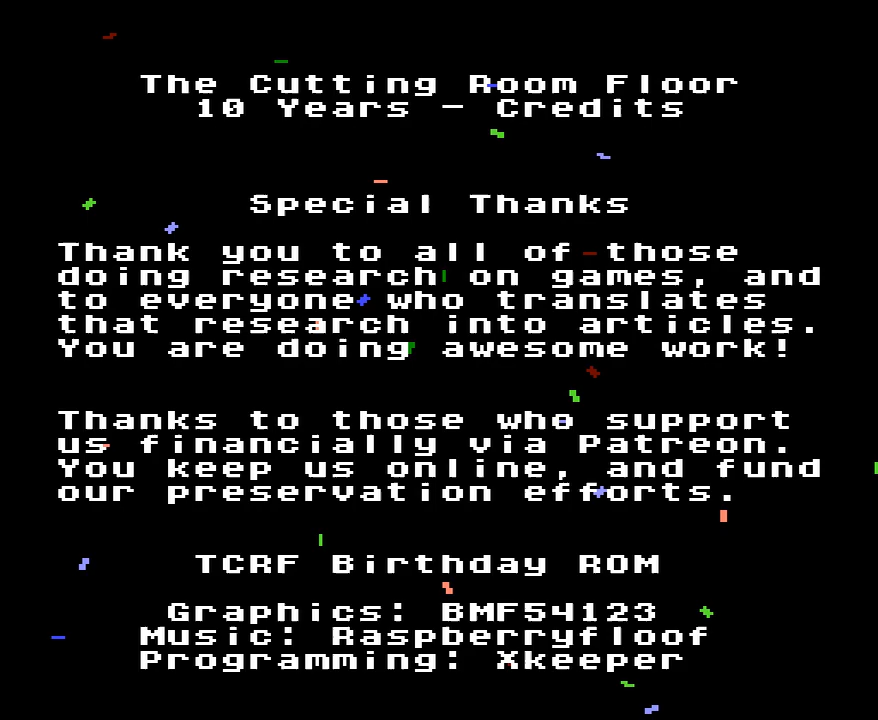 The Cutting Room Floor
10 Years - Credits
Special Thanks
Thank you to all of those
doing research on games, and
to everyone who translates
that research into articles.
You are doing awesome work!
Thanks to those who support
us financially via Patreon.
You keep us online, and fund
our preservation efforts.
TCRF Birthday ROM
Graphics: BMF54123
Music: Raspberryfloof
Programming: Xkeeper